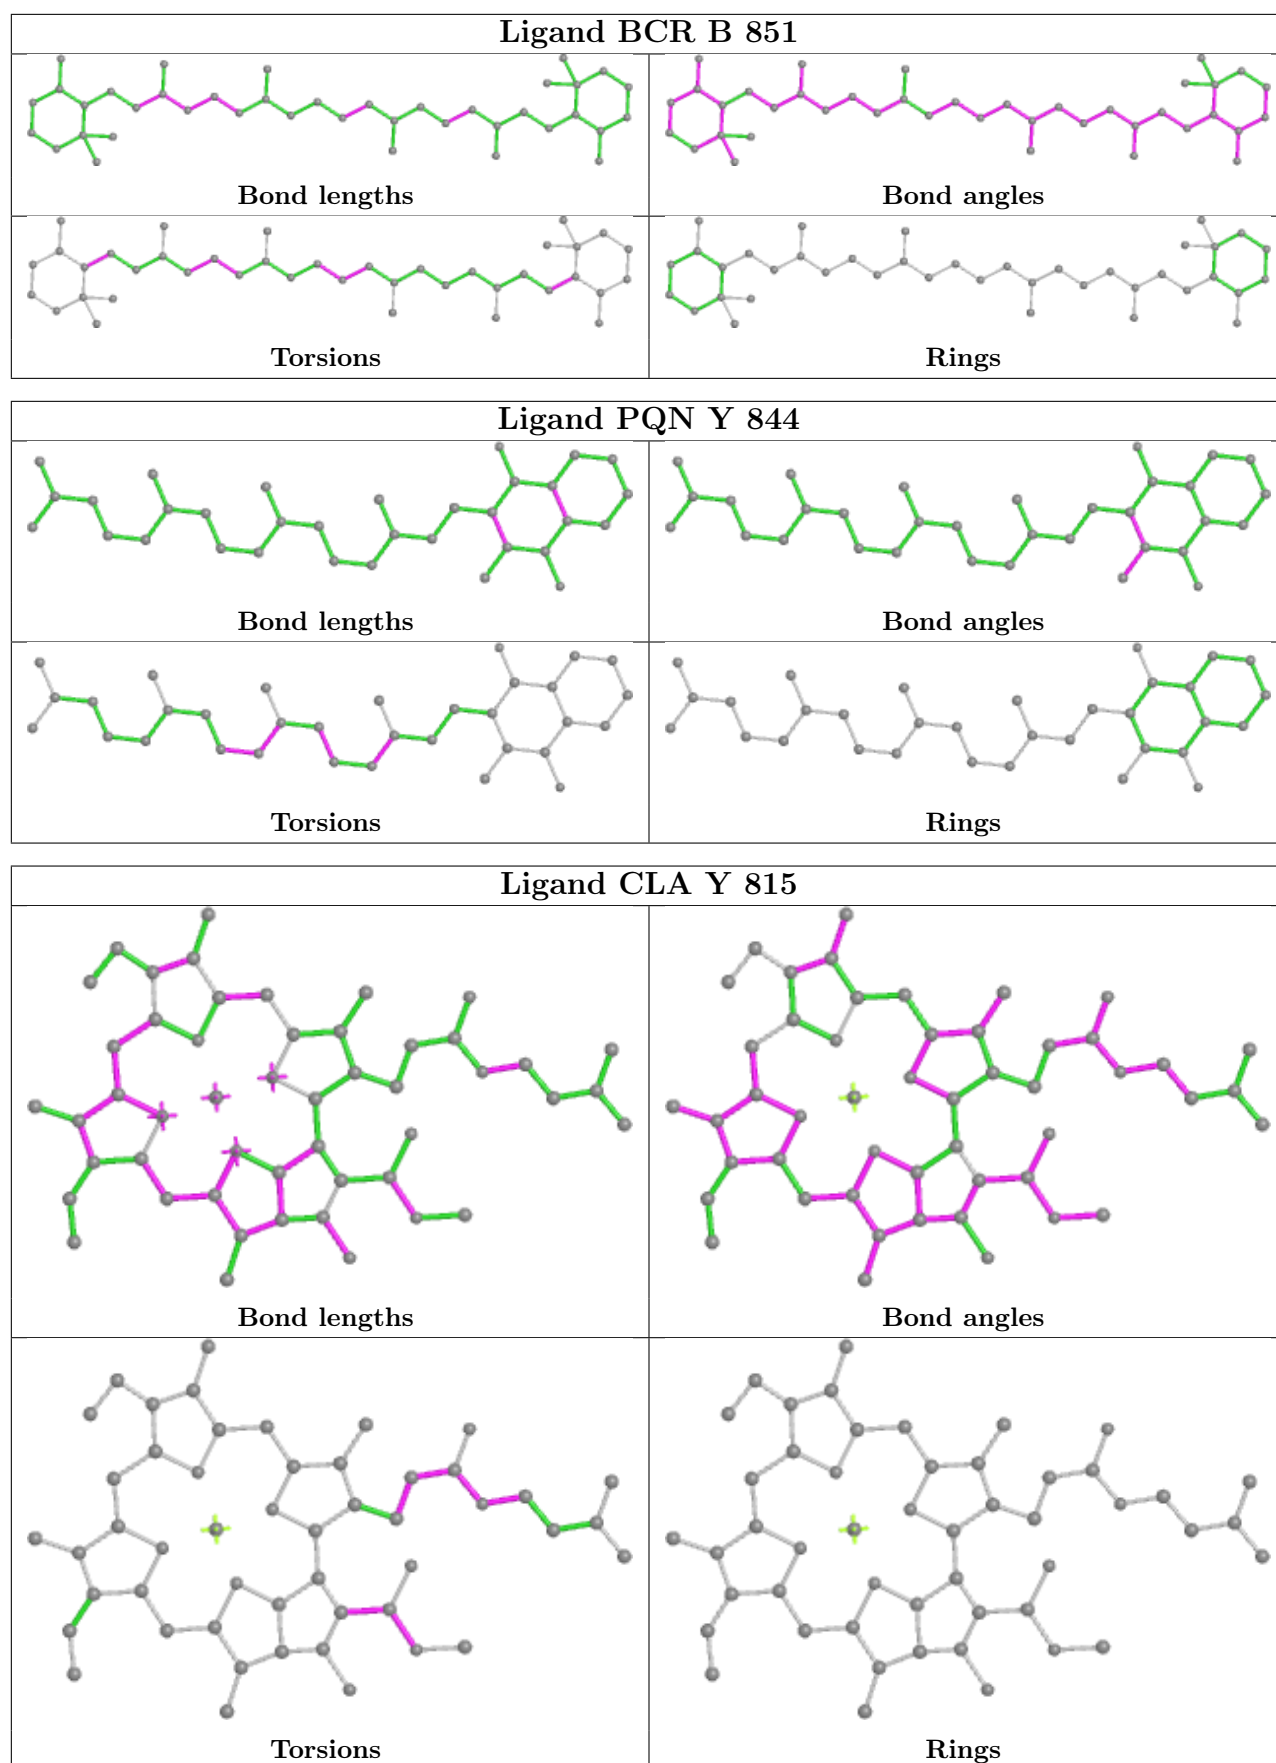 Ligand BCR B 851
Bond lengths
Bond angles
Torsions
Rings
Ligand PQN Y 844
Bond lengths
Bond angles
Torsions
Rings
Ligand CLA Y 815
Bond lengths
Bond angles
Torsions
Rings